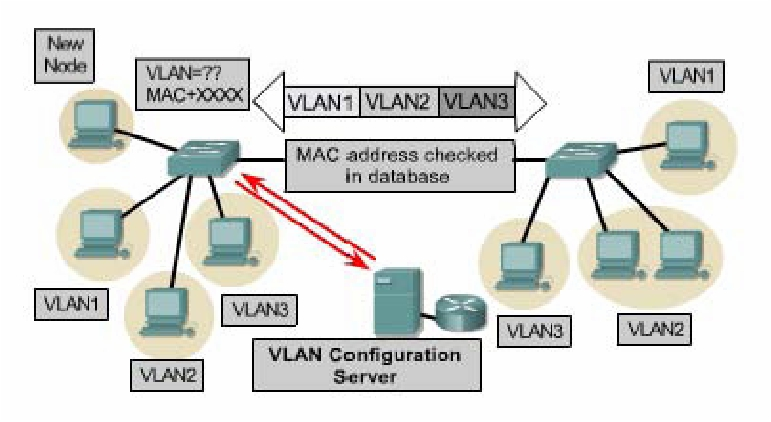 New
Node
VLAN=??
MAC+XXXX
VLAN1 VLAN2 VLAN3
VLAN1
MAC address checked
in database
VLAN1
VLAN3
VLAN2
VLAN3
VLAN2
VLAN Configuration
Server